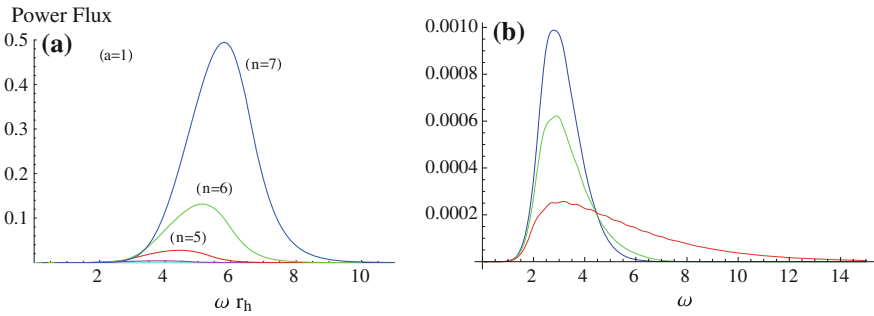 Power Flux
(a)
(a=1)
(n=7)
(n=6)
(n=5)
0.5
0.4
0.3
0.2
0.1
2 4 6 8 10
ω r_h
(b)
0.0010
0.0008
0.0006
0.0004
0.0002
2 4 6 8 10 12 14
ω